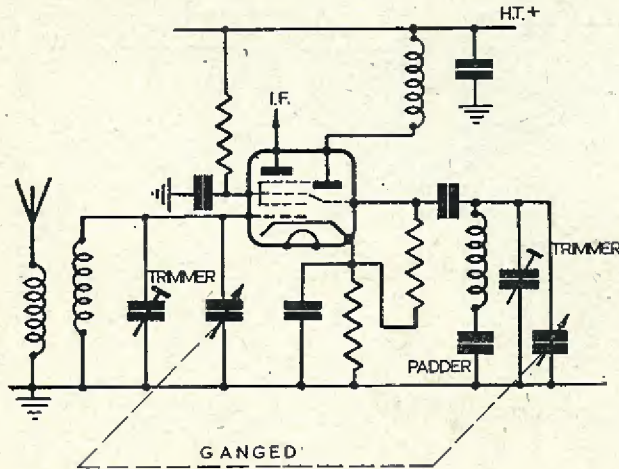 H.T.+
I.F.
TRIMMER
TRIMMER
PADDER
GANGED